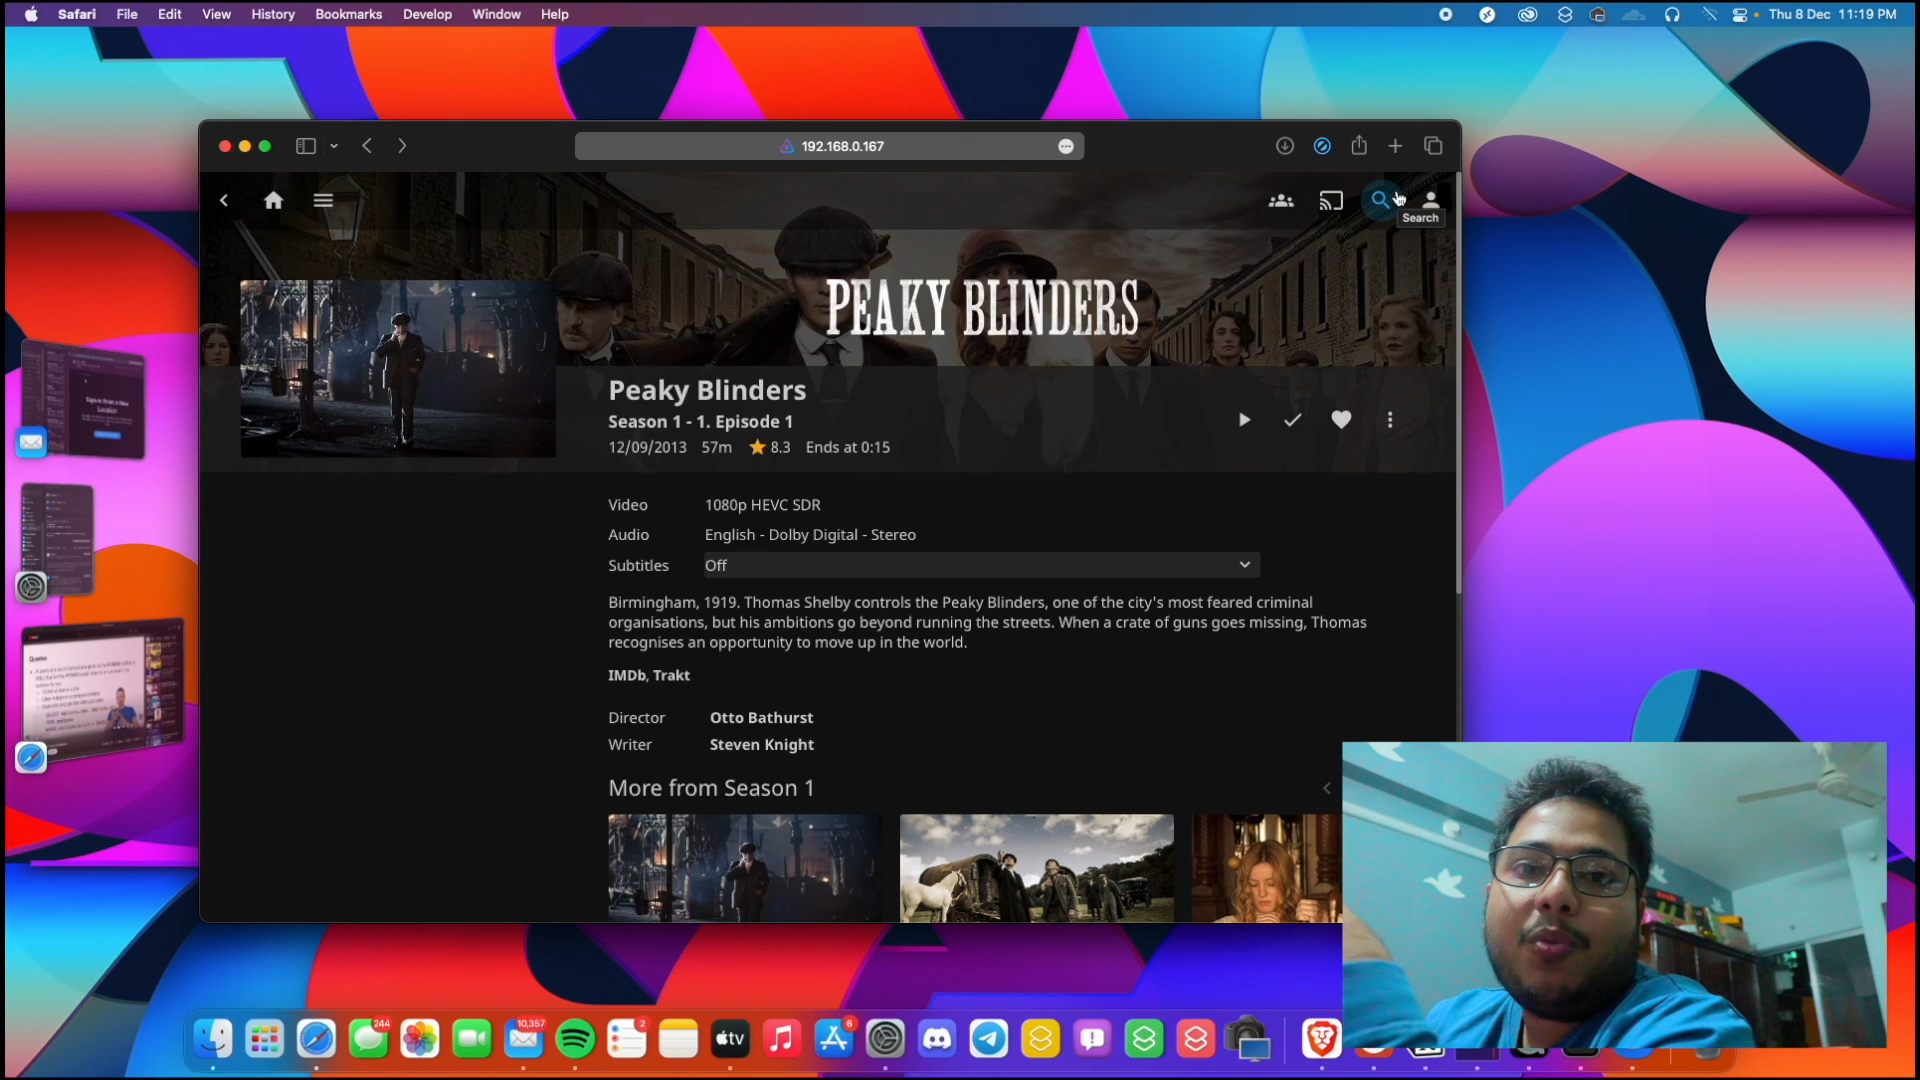 Safari File Edit View History Bookmarks Develop Window Help
Thu 8 Dec 11:19 PM
192.168.0.167
Search
PEAKY BLINDERS
Peaky Blinders
Season 1 - 1. Episode 1
12/09/2013 57m 8.3 Ends at 0:15
Video 1080p HEVC SDR
Audio English - Dolby Digital - Stereo
Subtitles Off
Birmingham, 1919. Thomas Shelby controls the Peaky Blinders, one of the city's most feared criminal
organisations, but his ambitions go beyond running the streets. When a crate of guns goes missing, Thomas
recognises an opportunity to move up in the world.
IMDb, Trakt
Director Otto Bathurst
Writer Steven Knight
More from Season 1
Quotes
244
10,357
2
tv
6